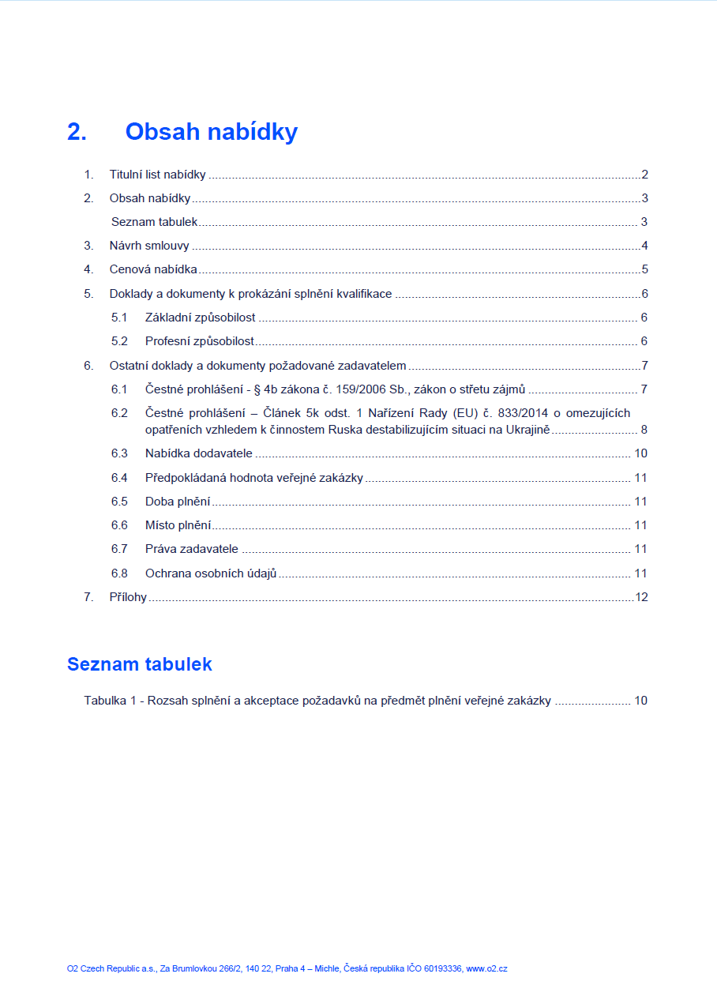 2. Obsah nabídky
1. Titulní list nabídky ........ 2
2. Obsah nabídky ........ 3
Seznam tabulek ........ 3
3. Návrh smlouvy ........ 4
4. Cenová nabídka ........ 5
5. Doklady a dokumenty k prokázání splnění kvalifikace ........ 6
5.1 Základní způsobilost ........ 6
5.2 Profesní způsobilost ........ 6
6. Ostatní doklady a dokumenty požadované zadavatelem ........ 7
6.1 Čestné prohlášení - § 4b zákona č. 159/2006 Sb., zákon o střetu zájmů ........ 7
6.2 Čestné prohlášení – Článek 5k odst. 1 Nařízení Rady (EU) č. 833/2014 o omezujících
opatřeních vzhledem k činnostem Ruska destabilizujícím situaci na Ukrajině ........ 8
6.3 Nabídka dodavatele ........ 10
6.4 Předpokládaná hodnota veřejné zakázky ........ 11
6.5 Doba plnění ........ 11
6.6 Místo plnění ........ 11
6.7 Práva zadavatele ........ 11
6.8 Ochrana osobních údajů ........ 11
7. Přílohy ........ 12
Seznam tabulek
Tabulka 1 - Rozsah splnění a akceptace požadavků na předmět plnění veřejné zakázky ........ 10
O2 Czech Republic a.s., Za Brumlovkou 266/2, 140 22, Praha 4 – Michle, Česká republika IČO 60193336, www.o2.cz